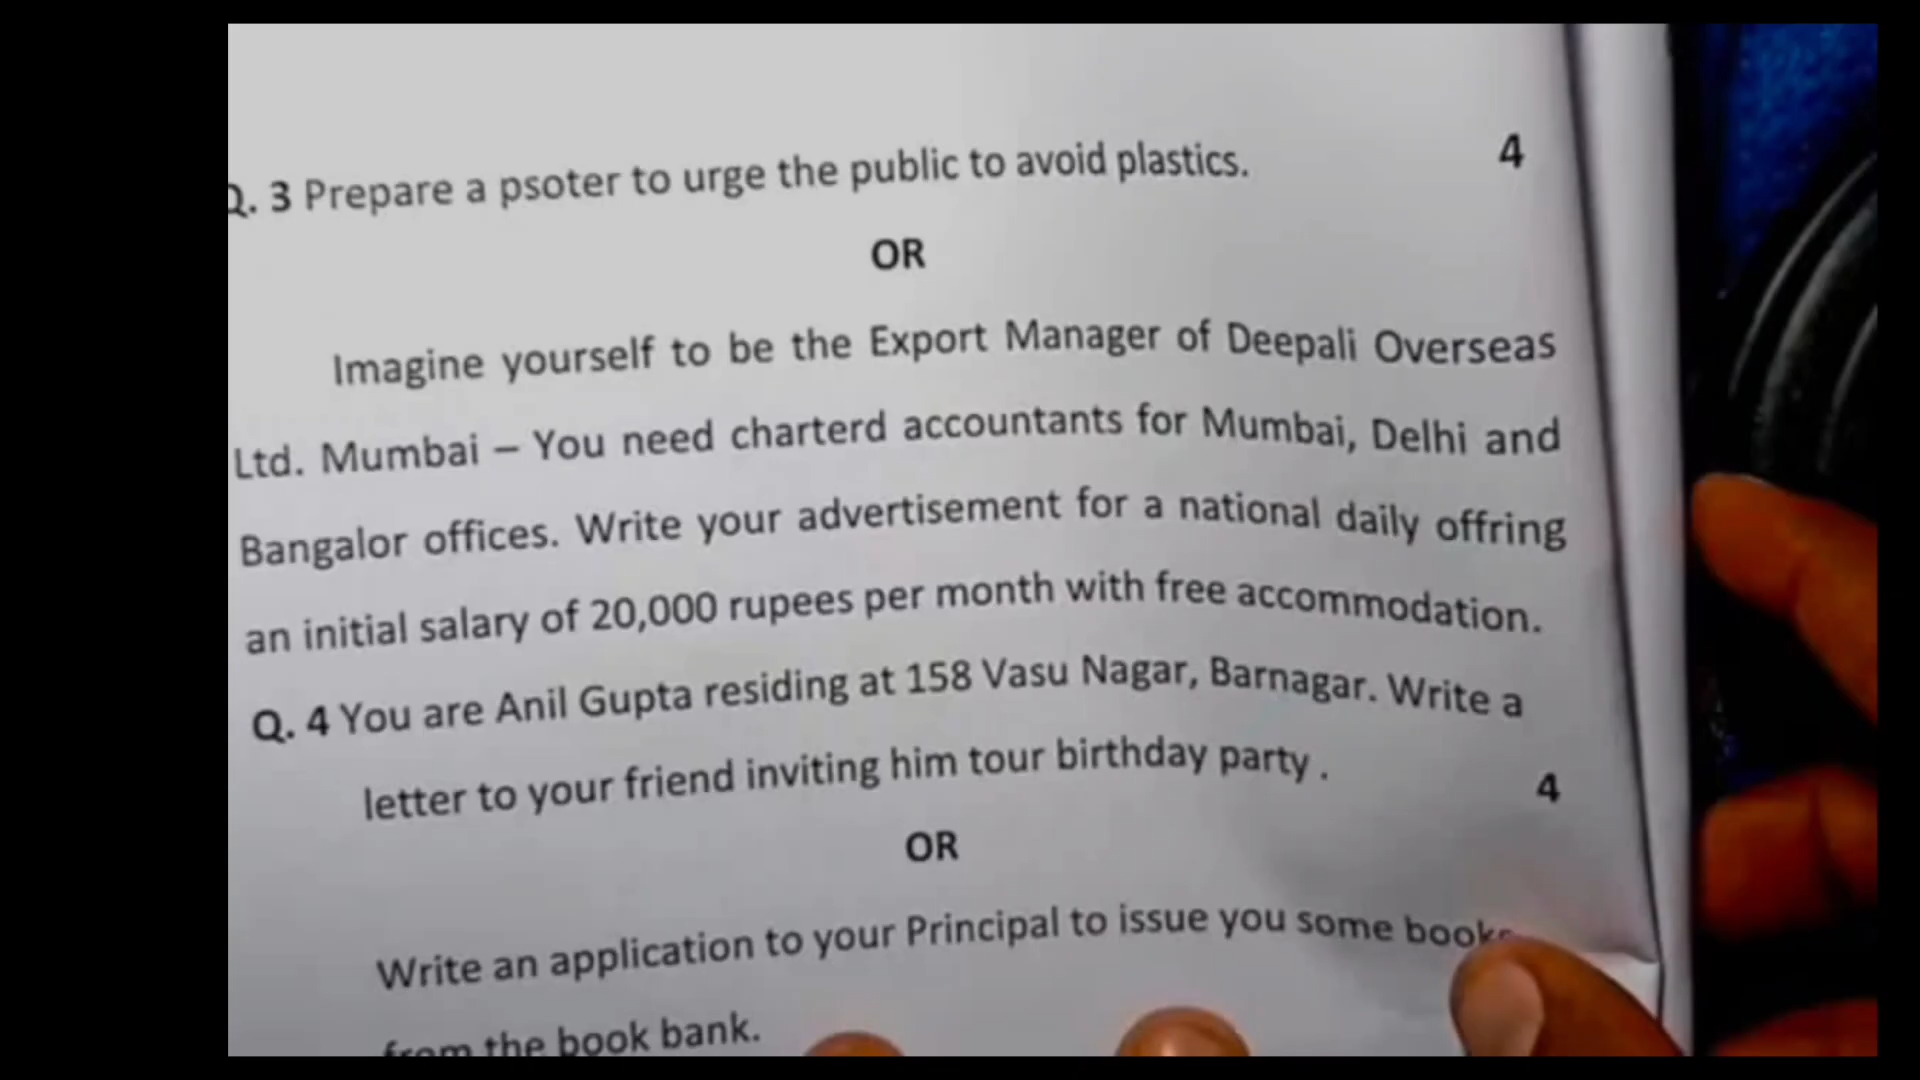 Q. 3 Prepare a psoter to urge the public to avoid plastics. 4
OR
Imagine yourself to be the Export Manager of Deepali Overseas
Ltd. Mumbai – You need charterd accountants for Mumbai, Delhi and
Bangalor offices. Write your advertisement for a national daily offring
an initial salary of 20,000 rupees per month with free accommodation.
Q. 4 You are Anil Gupta residing at 158 Vasu Nagar, Barnagar. Write a
letter to your friend inviting him tour birthday party .
4
OR
Write an application to your Principal to issue you some books
from the book bank.